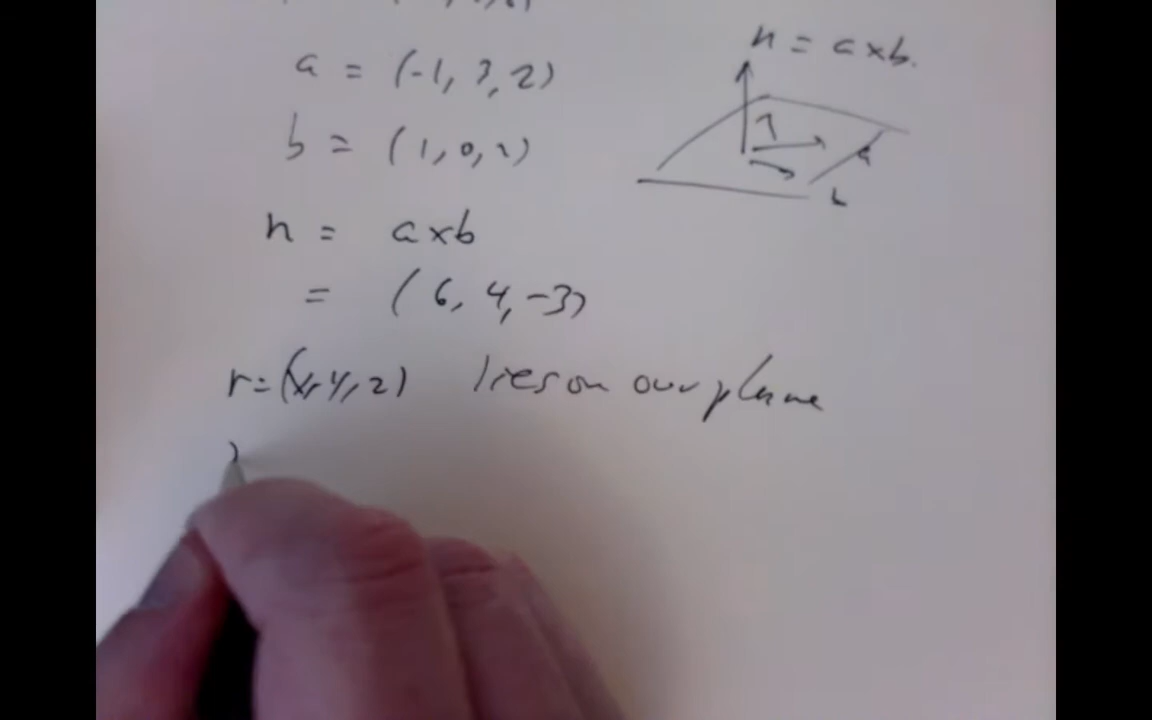 n = a×b.
a = (-1, 3, 2)
b = (1, 0, 2)
n = a×b
= (6, 4, -3)
r = (x, y, z) lies on our plane
a
b